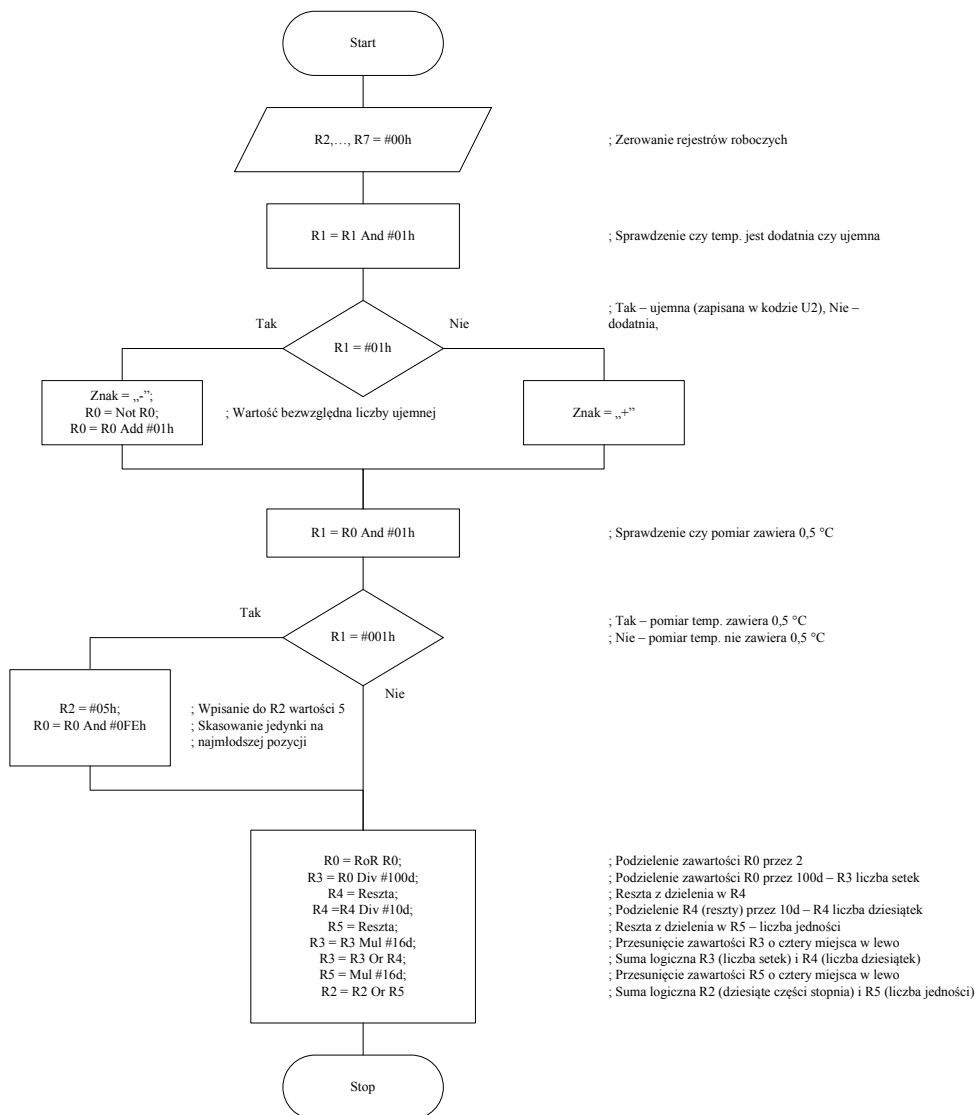 Start
R2,…, R7 = #00h
; Zerowanie rejestrów roboczych
R1 = R1 And #01h
; Sprawdzenie czy temp. jest dodatnia czy ujemna
; Tak – ujemna (zapisana w kodzie U2), Nie –
dodatnia,
Tak
Nie
R1 = #01h
Znak = „-”;
R0 = Not R0;
R0 = R0 Add #01h
; Wartość bezwzględna liczby ujemnej
Znak = „+”
R1 = R0 And #01h
; Sprawdzenie czy pomiar zawiera 0,5 °C
Tak
R1 = #001h
; Tak – pomiar temp. zawiera 0,5 °C
; Nie – pomiar temp. nie zawiera 0,5 °C
Nie
R2 = #05h;
R0 = R0 And #0FEh
; Wpisanie do R2 wartości 5
; Skasowanie jedynki na
; najmłodszej pozycji
R0 = RoR R0;
R3 = R0 Div #100d;
R4 = Reszta;
R4 =R4 Div #10d;
R5 = Reszta;
R3 = R3 Mul #16d;
R3 = R3 Or R4;
R5 = Mul #16d;
R2 = R2 Or R5
; Podzielenie zawartości R0 przez 2
; Podzielenie zawartości R0 przez 100d – R3 liczba setek
; Reszta z dzielenia w R4
; Podzielenie R4 (reszty) przez 10d – R4 liczba dziesiątek
; Reszta z dzielenia w R5 – liczba jedności
; Przesunięcie zawartości R3 o cztery miejsca w lewo
; Suma logiczna R3 (liczba setek) i R4 (liczba dziesiątek)
; Przesunięcie zawartości R5 o cztery miejsca w lewo
; Suma logiczna R2 (dziesiąte części stopnia) i R5 (liczba jedności)
Stop